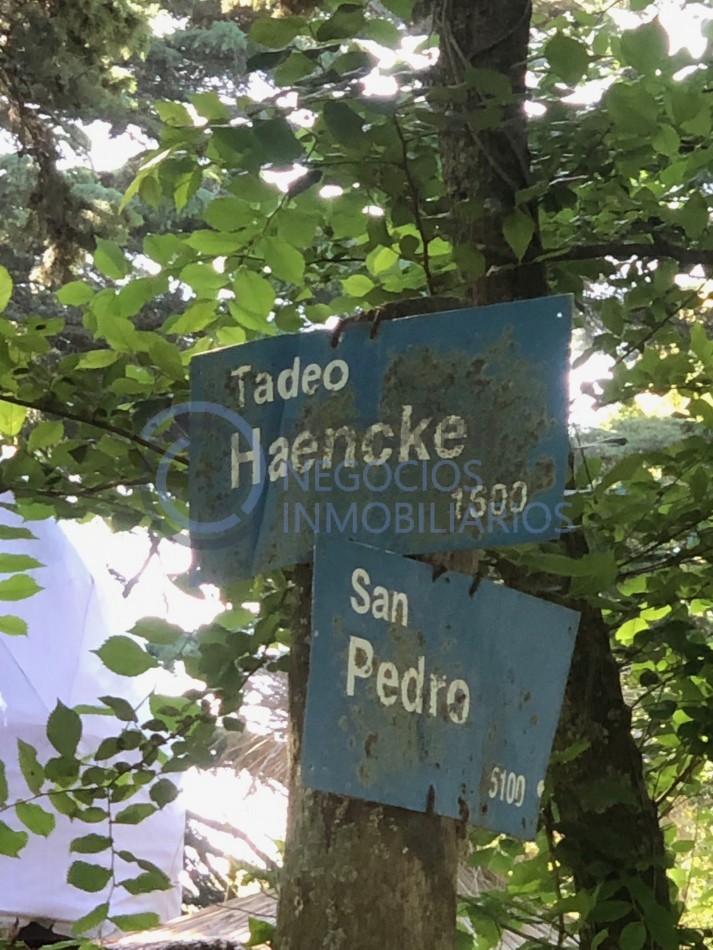 Tadeo
Haencke
1500
NEGOCIOS
INMOBILIARIOS
San
Pedro
5100